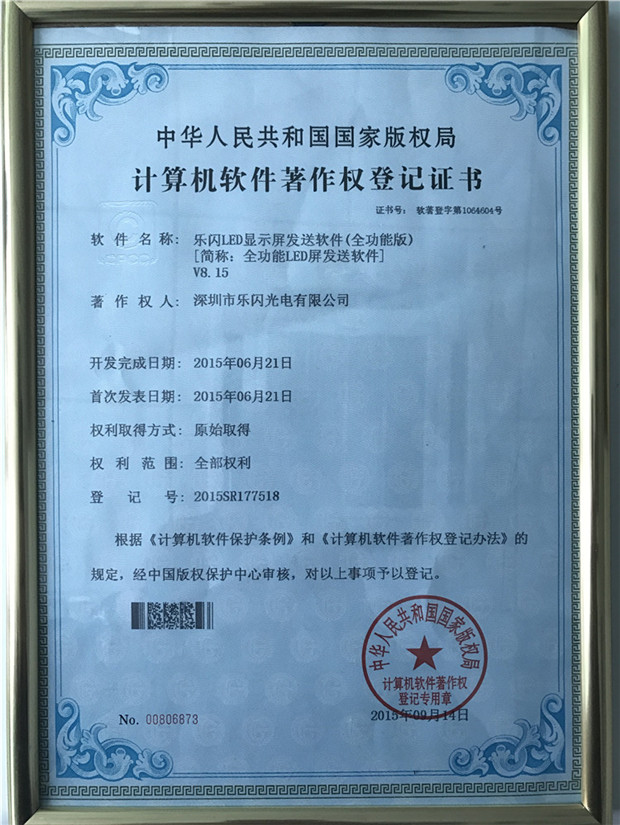 中华人民共和国国家版权局
计算机软件著作权登记证书
证书号： 软著登字第1064604号
软件名称： 乐闪LED显示屏发送软件(全功能版)
[简称：全功能LED屏发送软件]
V8.15
著作权人： 深圳市乐闪光电有限公司
开发完成日期： 2015年06月21日
首次发表日期： 2015年06月21日
权利取得方式： 原始取得
权利范围： 全部权利
登记号： 2015SR177518
根据《计算机软件保护条例》和《计算机软件著作权登记办法》的
规定，经中国版权保护中心审核，对以上事项予以登记。
中华人民共和国国家版权局
计算机软件著作权
登记专用章
No. 00806873
2015年09月14日